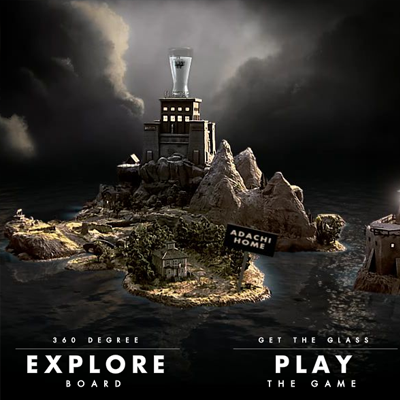 ADACHI
HOME
360 DEGREE
EXPLORE
BOARD
GET THE GLASS
PLAY
THE GAME